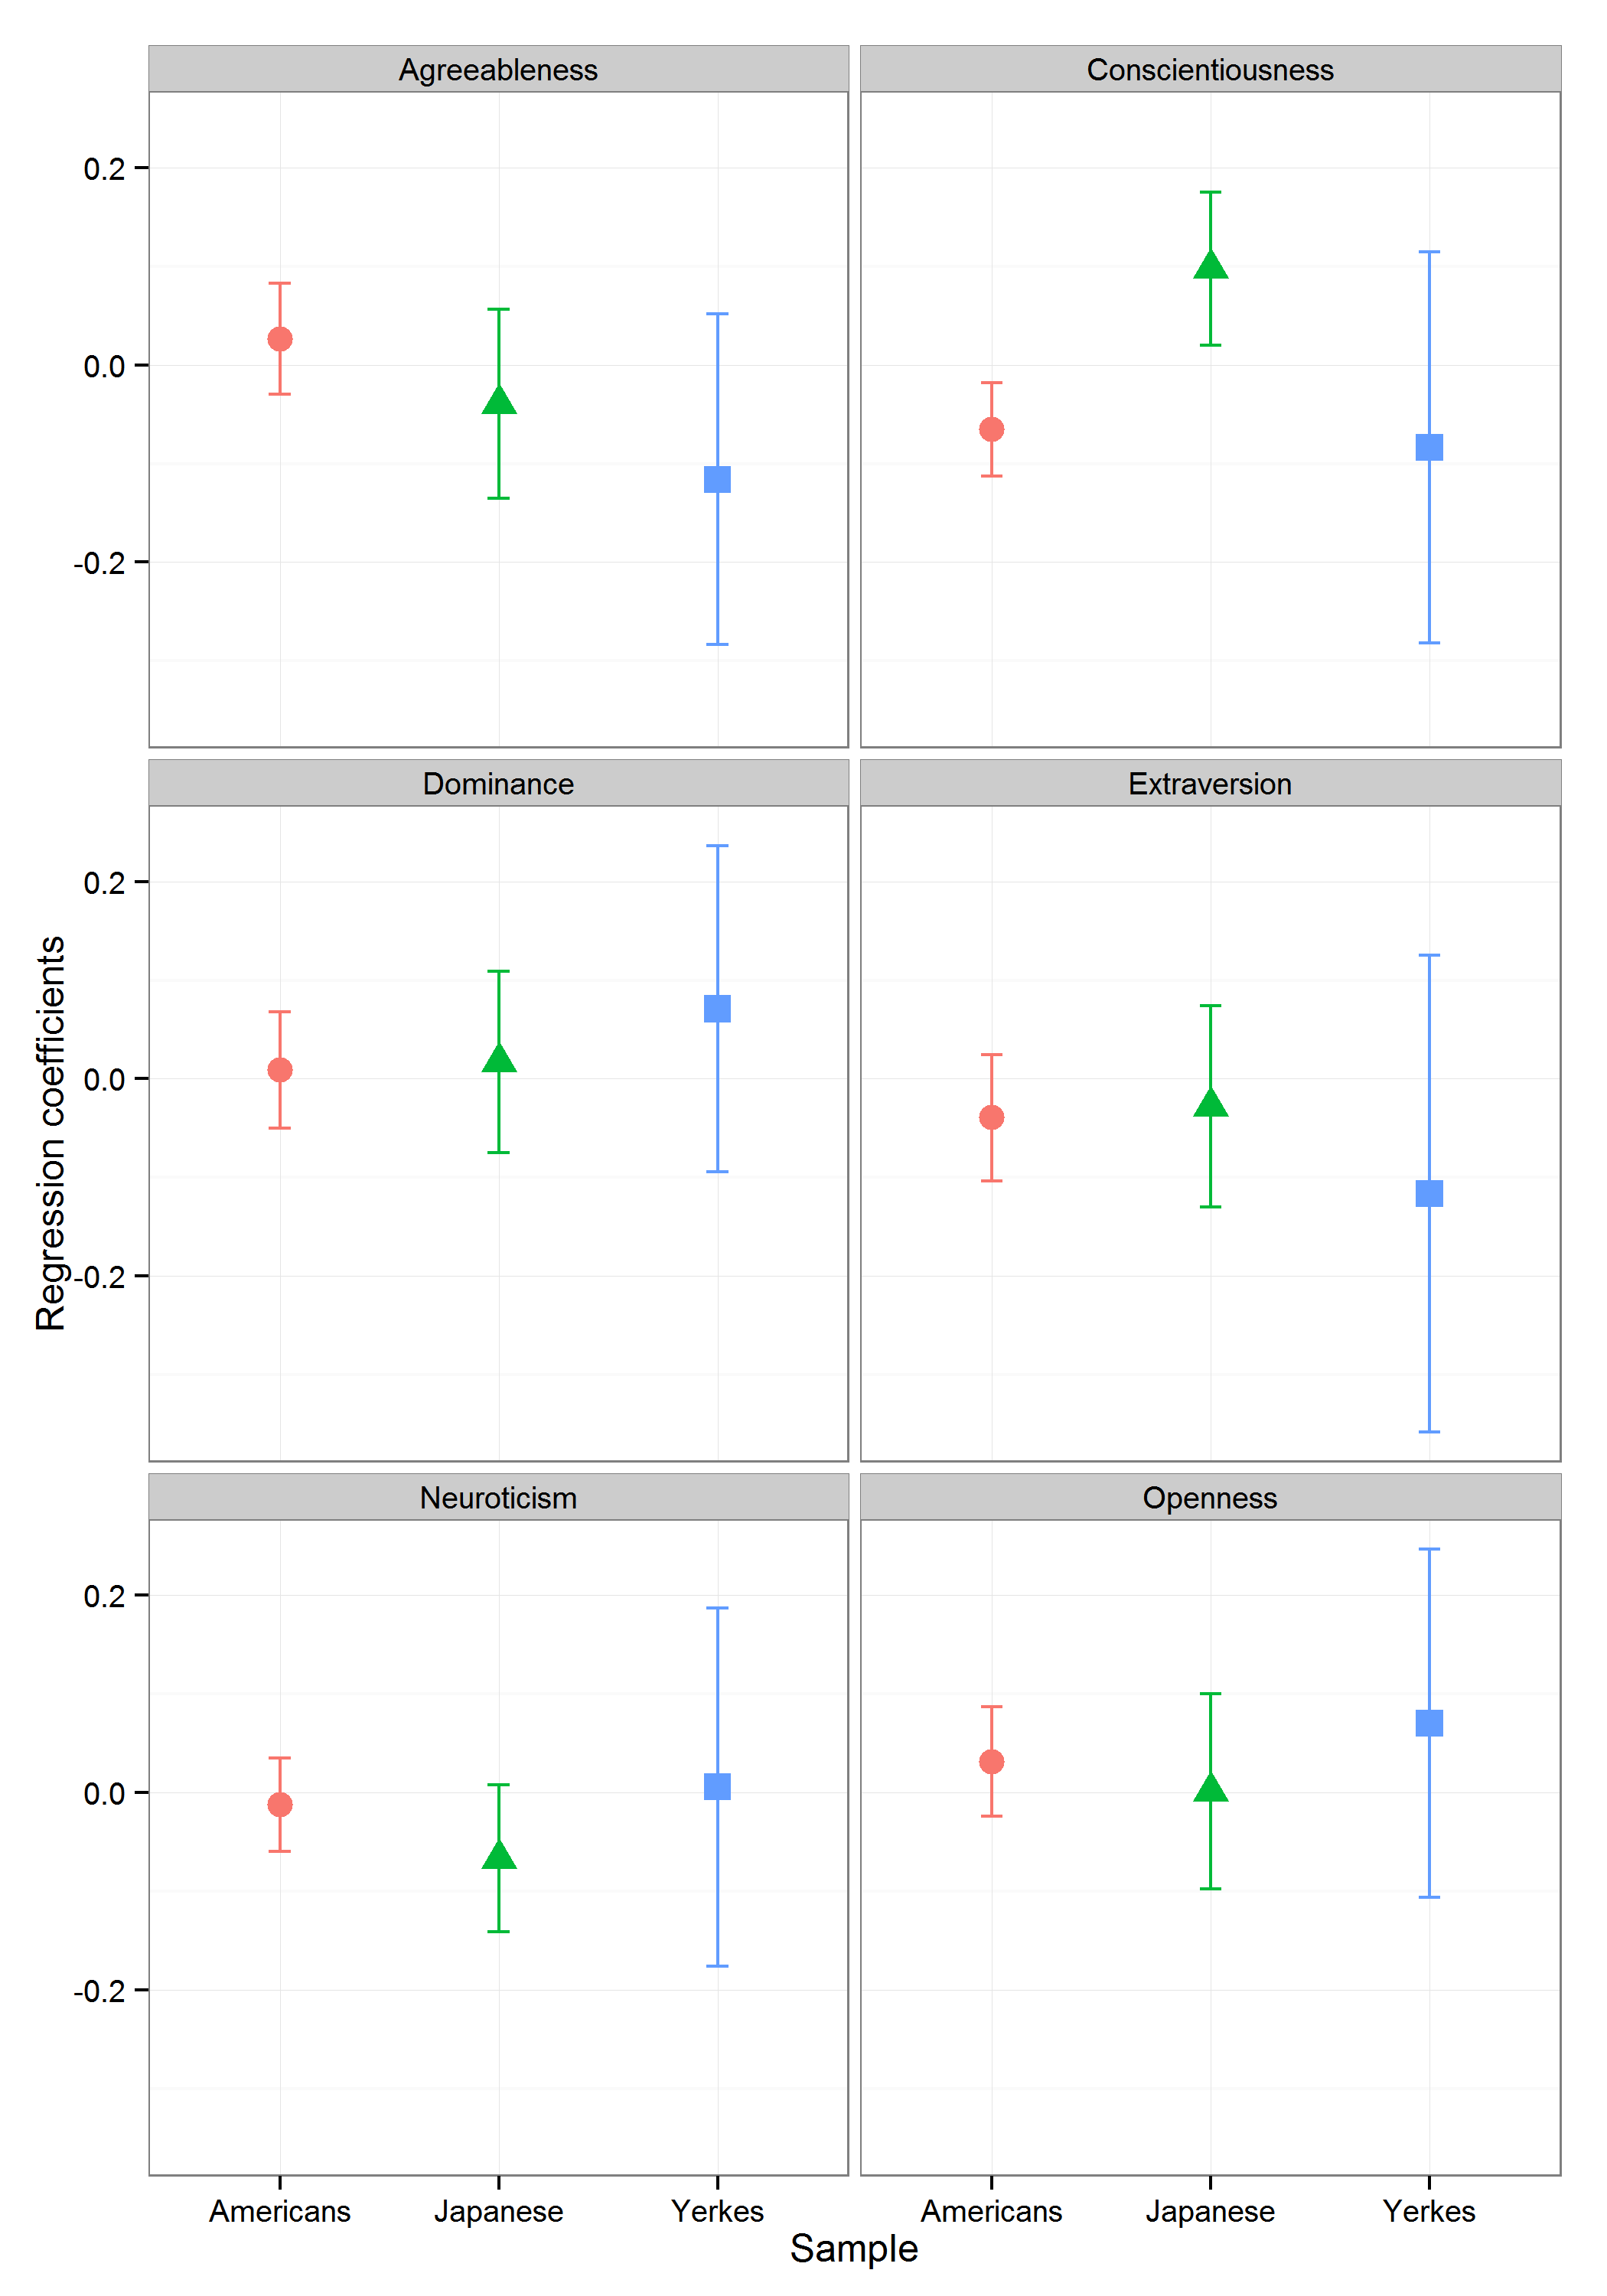 Agreeableness
Conscientiousness
0.2
0.0
-0.2
Dominance
Extraversion
0.2
0.0
-0.2
Regression coefficients
Neuroticism
Openness
0.2
0.0
-0.2
Americans
Japanese
Yerkes
Americans
Japanese
Yerkes
Sample